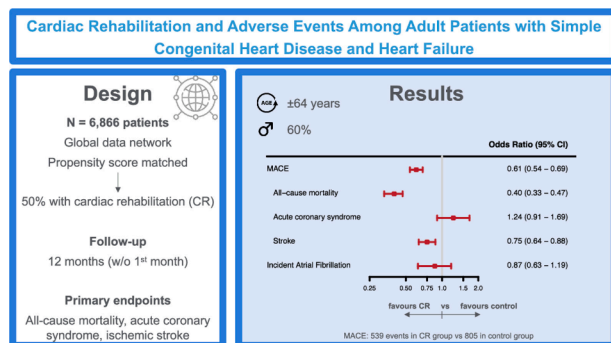 Cardiac Rehabilitation and Adverse Events Among Adult Patients with Simple
Congenital Heart Disease and Heart Failure
Design
N = 6,866 patients
Global data network
Propensity score matched
50% with cardiac rehabilitation (CR)
Follow-up
12 months (w/o 1st month)
Primary endpoints
All-cause mortality, acute coronary
syndrome, ischemic stroke
Results
AGE ±64 years
60%
Odds Ratio (95% CI)
MACE 0.61 (0.54 – 0.69)
All-cause mortality 0.40 (0.33 – 0.47)
Acute coronary syndrome 1.24 (0.91 – 1.69)
Stroke 0.75 (0.64 – 0.88)
Incident Atrial Fibrillation 0.87 (0.63 – 1.19)
0.25 0.50 0.75 1.0 1.5 2.0
favours CR vs favours control
MACE: 539 events in CR group vs 805 in control group